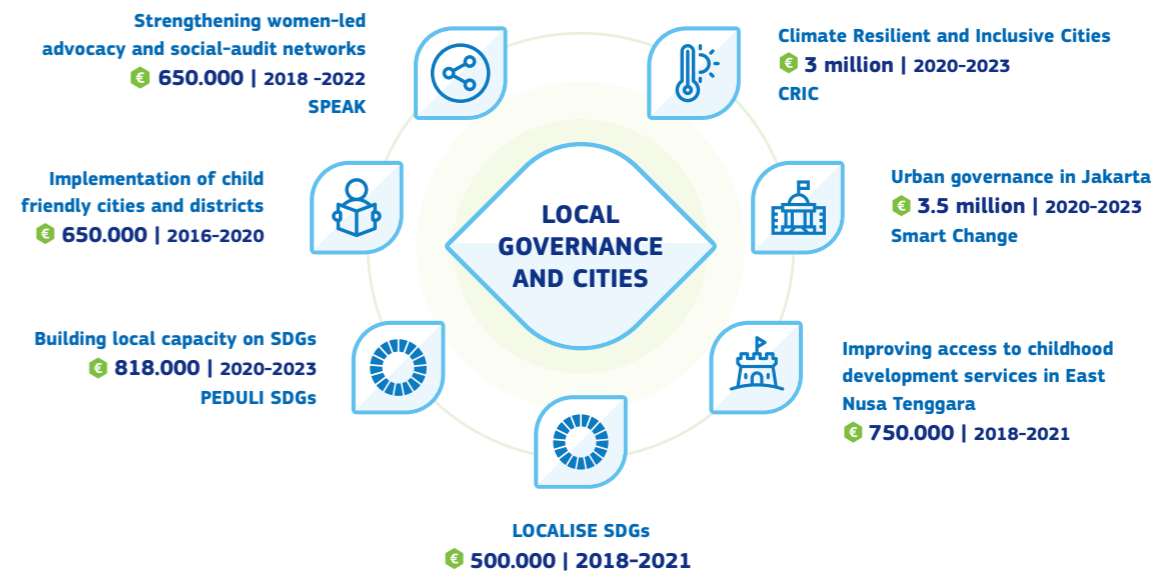 Strengthening women-led
advocacy and social-audit networks
€ 650.000 | 2018 -2022
SPEAK
Climate Resilient and Inclusive Cities
€ 3 million | 2020-2023
CRIC
Implementation of child
friendly cities and districts
€ 650.000 | 2016-2020
LOCAL
GOVERNANCE
AND CITIES
Urban governance in Jakarta
€ 3.5 million | 2020-2023
Smart Change
Building local capacity on SDGs
€ 818.000 | 2020-2023
PEDULI SDGs
Improving access to childhood
development services in East
Nusa Tenggara
€ 750.000 | 2018-2021
LOCALISE SDGs
€ 500.000 | 2018-2021